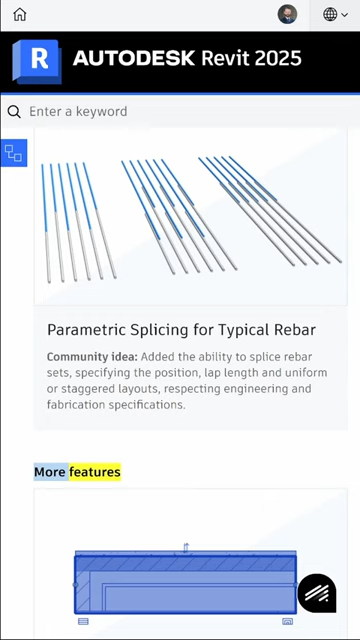 R AUTODESK Revit 2025
Enter a keyword
Parametric Splicing for Typical Rebar
Community idea: Added the ability to splice rebar
sets, specifying the position, lap length and uniform
or staggered layouts, respecting engineering and
fabrication specifications.
More features